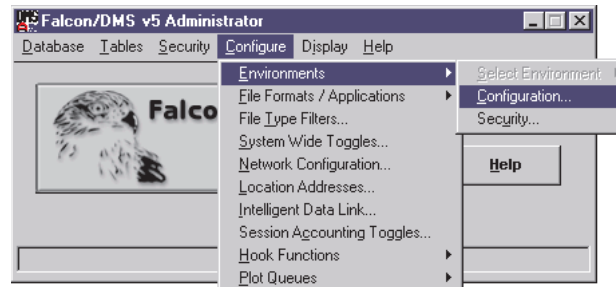 Falcon/DMS v5 Administrator
Database Tables Security Configure Display Help
Environments
File Formats / Applications
File Type Filters...
System Wide Toggles...
Network Configuration...
Location Addresses...
Intelligent Data Link...
Session Accounting Toggles...
Hook Functions
Plot Queues
Select Environment
Configuration...
Security...
Falco
Help